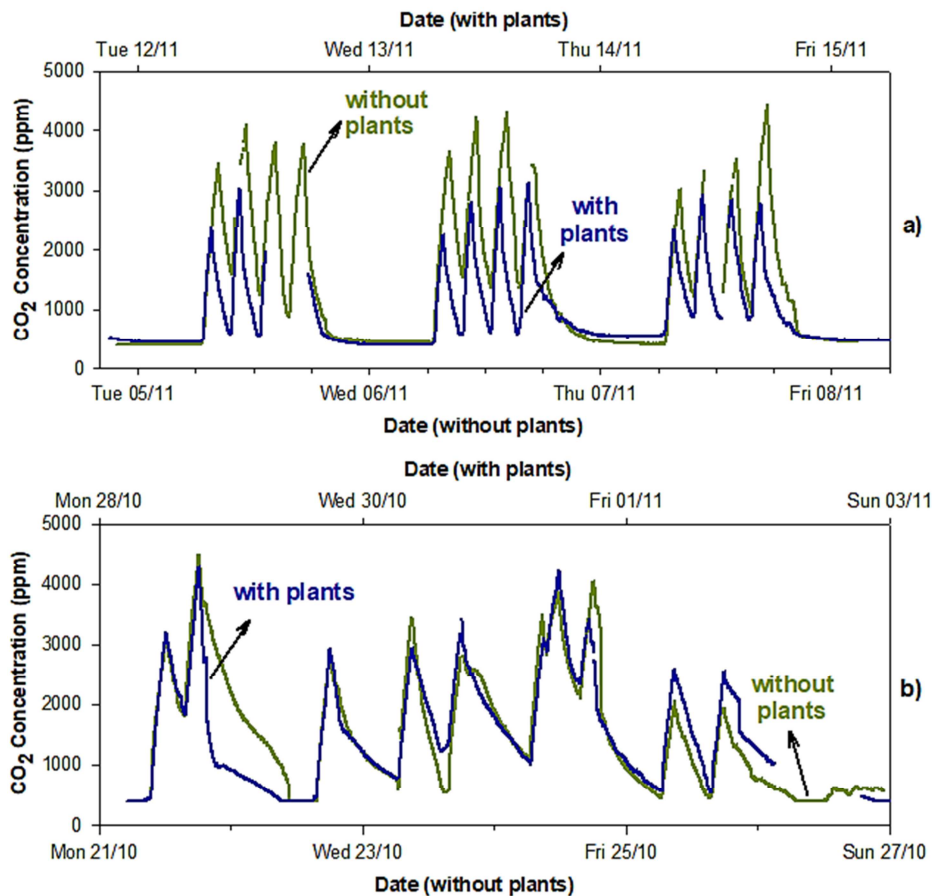 Date (with plants)
Tue 12/11 Wed 13/11 Thu 14/11 Fri 15/11
5000
4000
3000
2000
1000
0
CO2 Concentration (ppm)
without
plants
with
plants
a)
Tue 05/11 Wed 06/11 Thu 07/11 Fri 08/11
Date (without plants)
Date (with plants)
Mon 28/10 Wed 30/10 Fri 01/11 Sun 03/11
5000
4000
3000
2000
1000
0
CO2 Concentration (ppm)
with plants
without
plants
b)
Mon 21/10 Wed 23/10 Fri 25/10 Sun 27/10
Date (without plants)